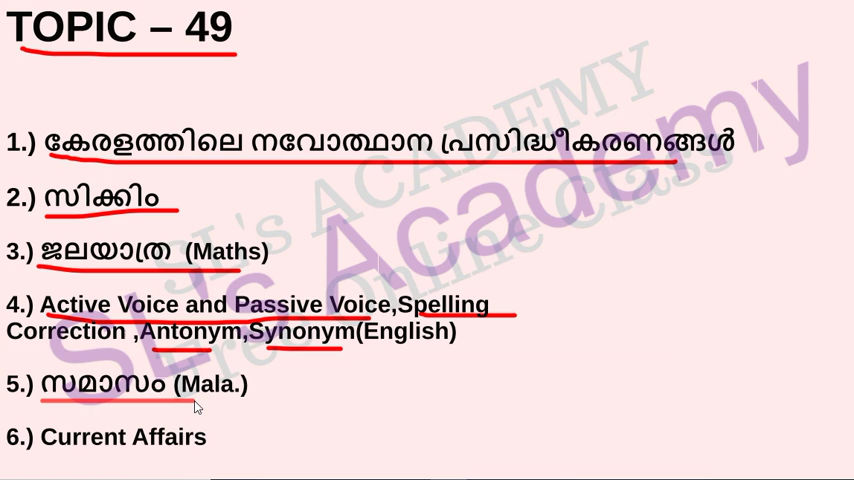 TOPIC – 49
1.) കേരളത്തിലെ നവോത്ഥാന പ്രസിദ്ധീകരണങ്ങൾ
2.) സിക്കിം
3.) ജലയാത്ര (Maths)
4.) Active Voice and Passive Voice,Spelling
Correction ,Antonym,Synonym(English)
5.) സമാസം (Mala.)
6.) Current Affairs
SL's ACADEMY
Free Online Class
SL's Academy